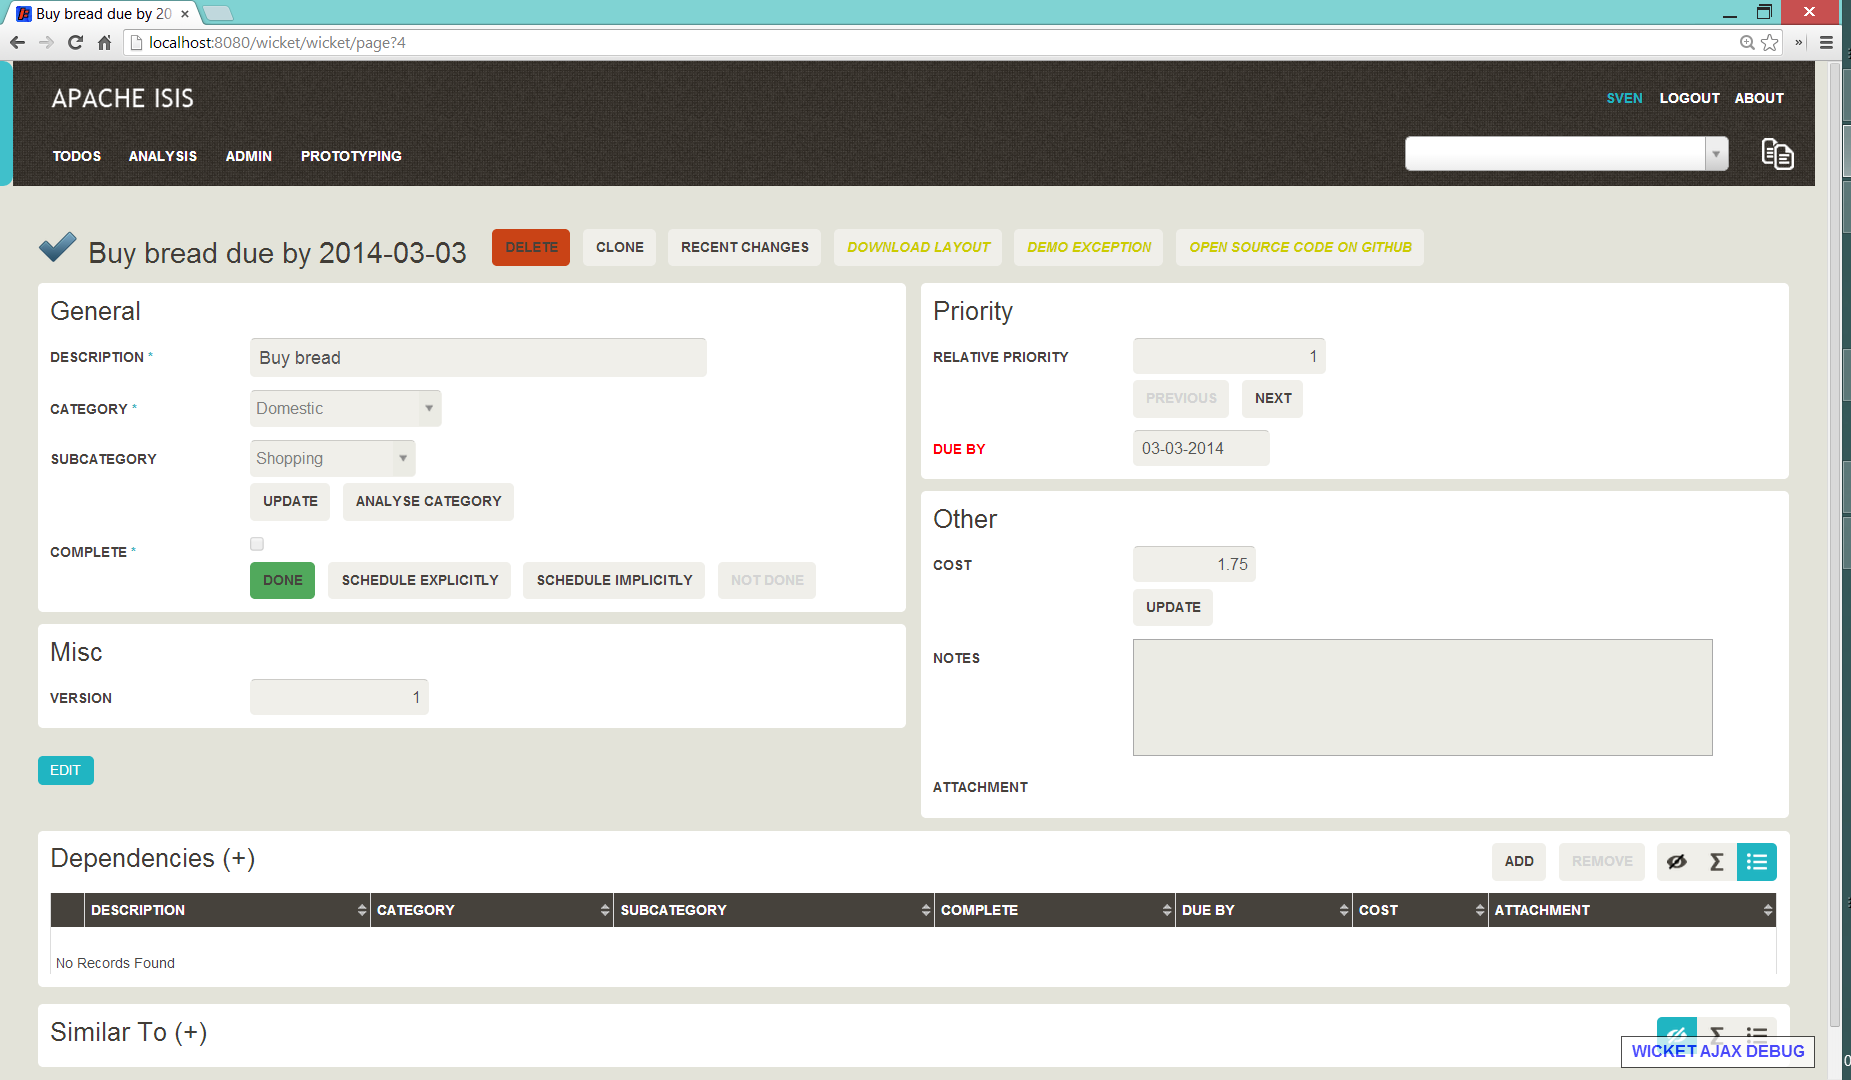 Buy bread due by 20
localhost:8080/wicket/wicket/page?4
APACHE ISIS
SVEN LOGOUT ABOUT
TODOS ANALYSIS ADMIN PROTOTYPING
Buy bread due by 2014-03-03 DELETE CLONE RECENT CHANGES DOWNLOAD LAYOUT DEMO EXCEPTION OPEN SOURCE CODE ON GITHUB
General
DESCRIPTION * Buy bread
CATEGORY * Domestic
SUBCATEGORY Shopping
UPDATE ANALYSE CATEGORY
COMPLETE *
DONE SCHEDULE EXPLICITLY SCHEDULE IMPLICITLY NOT DONE
Misc
VERSION 1
EDIT
Priority
RELATIVE PRIORITY 1
PREVIOUS NEXT
DUE BY 03-03-2014
Other
COST 1.75
UPDATE
NOTES
ATTACHMENT
Dependencies (+) ADD REMOVE Σ
DESCRIPTION CATEGORY SUBCATEGORY COMPLETE DUE BY COST ATTACHMENT
No Records Found
Similar To (+) Σ
WICKET AJAX DEBUG